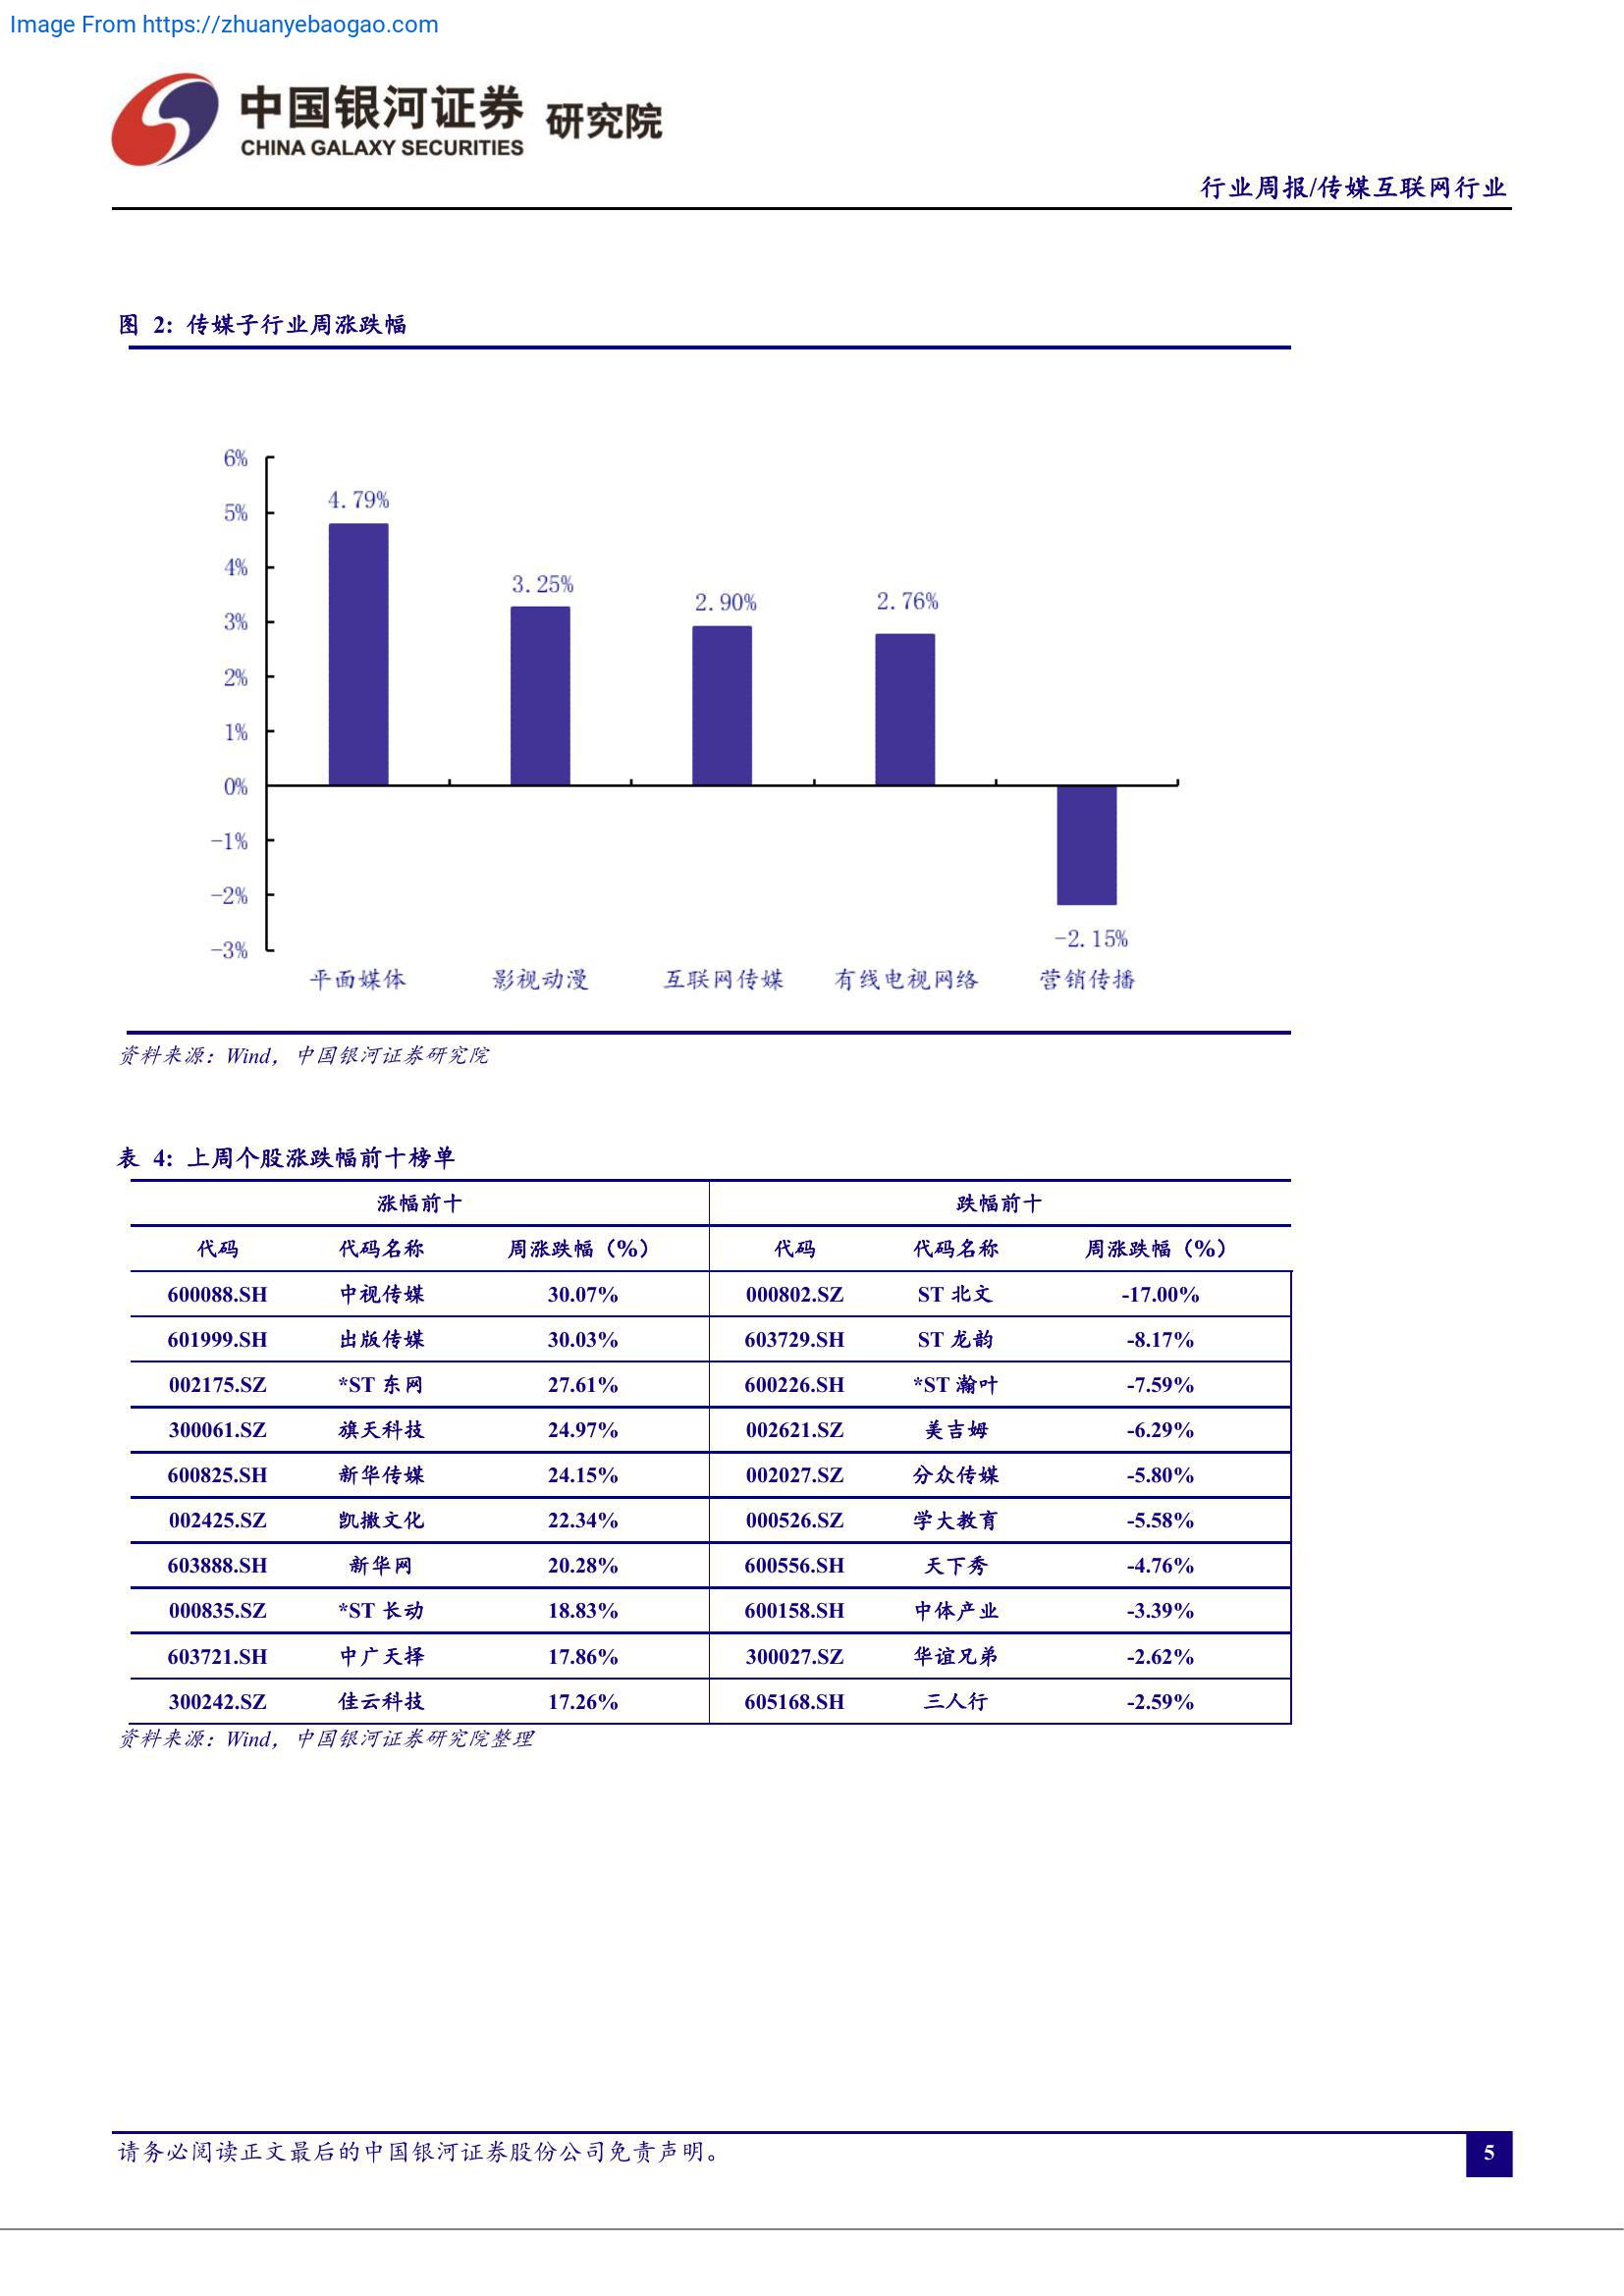 Image From https://zhuanyebaogao.com
中国银河证券 研究院
CHINA GALAXY SECURITIES
行业周报/传媒互联网行业
图 2: 传媒子行业周涨跌幅
6%
5%
4%
3%
2%
1%
0%
-1%
-2%
-3%
4.79%
3.25%
2.90%
2.76%
-2.15%
平面媒体 影视动漫 互联网传媒 有线电视网络 营销传播
资料来源：Wind，中国银河证券研究院
表 4: 上周个股涨跌幅前十榜单
涨幅前十 跌幅前十
代码 代码名称 周涨跌幅（%） 代码 代码名称 周涨跌幅（%）
600088.SH 中视传媒 30.07% 000802.SZ ST 北文 -17.00%
601999.SH 出版传媒 30.03% 603729.SH ST 龙韵 -8.17%
002175.SZ *ST 东网 27.61% 600226.SH *ST 瀚叶 -7.59%
300061.SZ 旗天科技 24.97% 002621.SZ 美吉姆 -6.29%
600825.SH 新华传媒 24.15% 002027.SZ 分众传媒 -5.80%
002425.SZ 凯撒文化 22.34% 000526.SZ 学大教育 -5.58%
603888.SH 新华网 20.28% 600556.SH 天下秀 -4.76%
000835.SZ *ST 长动 18.83% 600158.SH 中体产业 -3.39%
603721.SH 中广天择 17.86% 300027.SZ 华谊兄弟 -2.62%
300242.SZ 佳云科技 17.26% 605168.SH 三人行 -2.59%
资料来源：Wind，中国银河证券研究院整理
请务必阅读正文最后的中国银河证券股份公司免责声明。
5